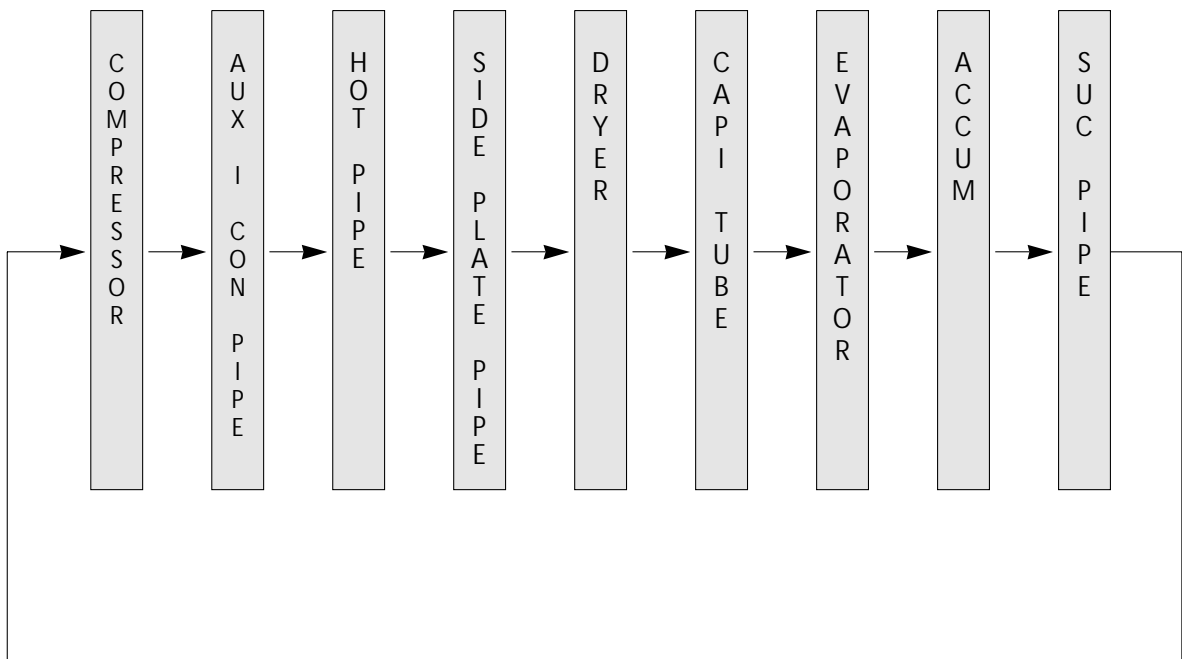 COMPRESSOR
AUX I CON PIPE
HOT PIPE
SIDE PLATE PIPE
DRYER
CAPI TUBE
EVAPORATOR
ACCUM
SUC PIPE